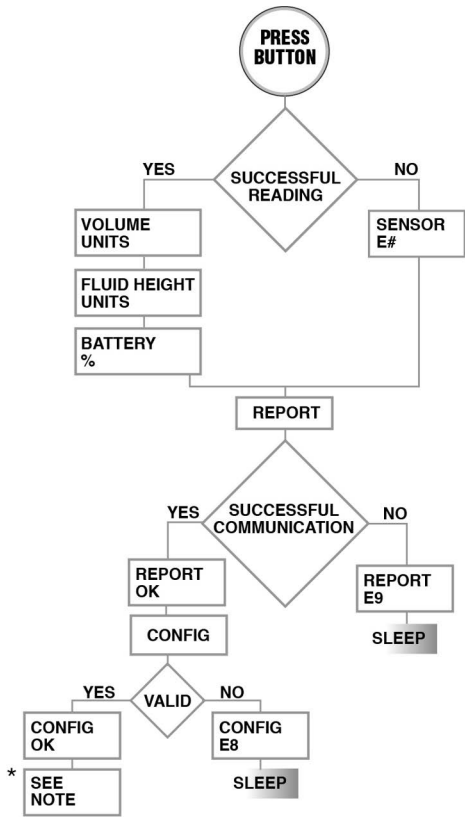 PRESS
BUTTON
YES
SUCCESSFUL
READING
NO
VOLUME
UNITS
SENSOR
E#
FLUID HEIGHT
UNITS
BATTERY
%
REPORT
YES
SUCCESSFUL
COMMUNICATION
NO
REPORT
OK
REPORT
E9
CONFIG
SLEEP
YES
VALID
NO
CONFIG
OK
CONFIG
E8
* SEE
NOTE
SLEEP